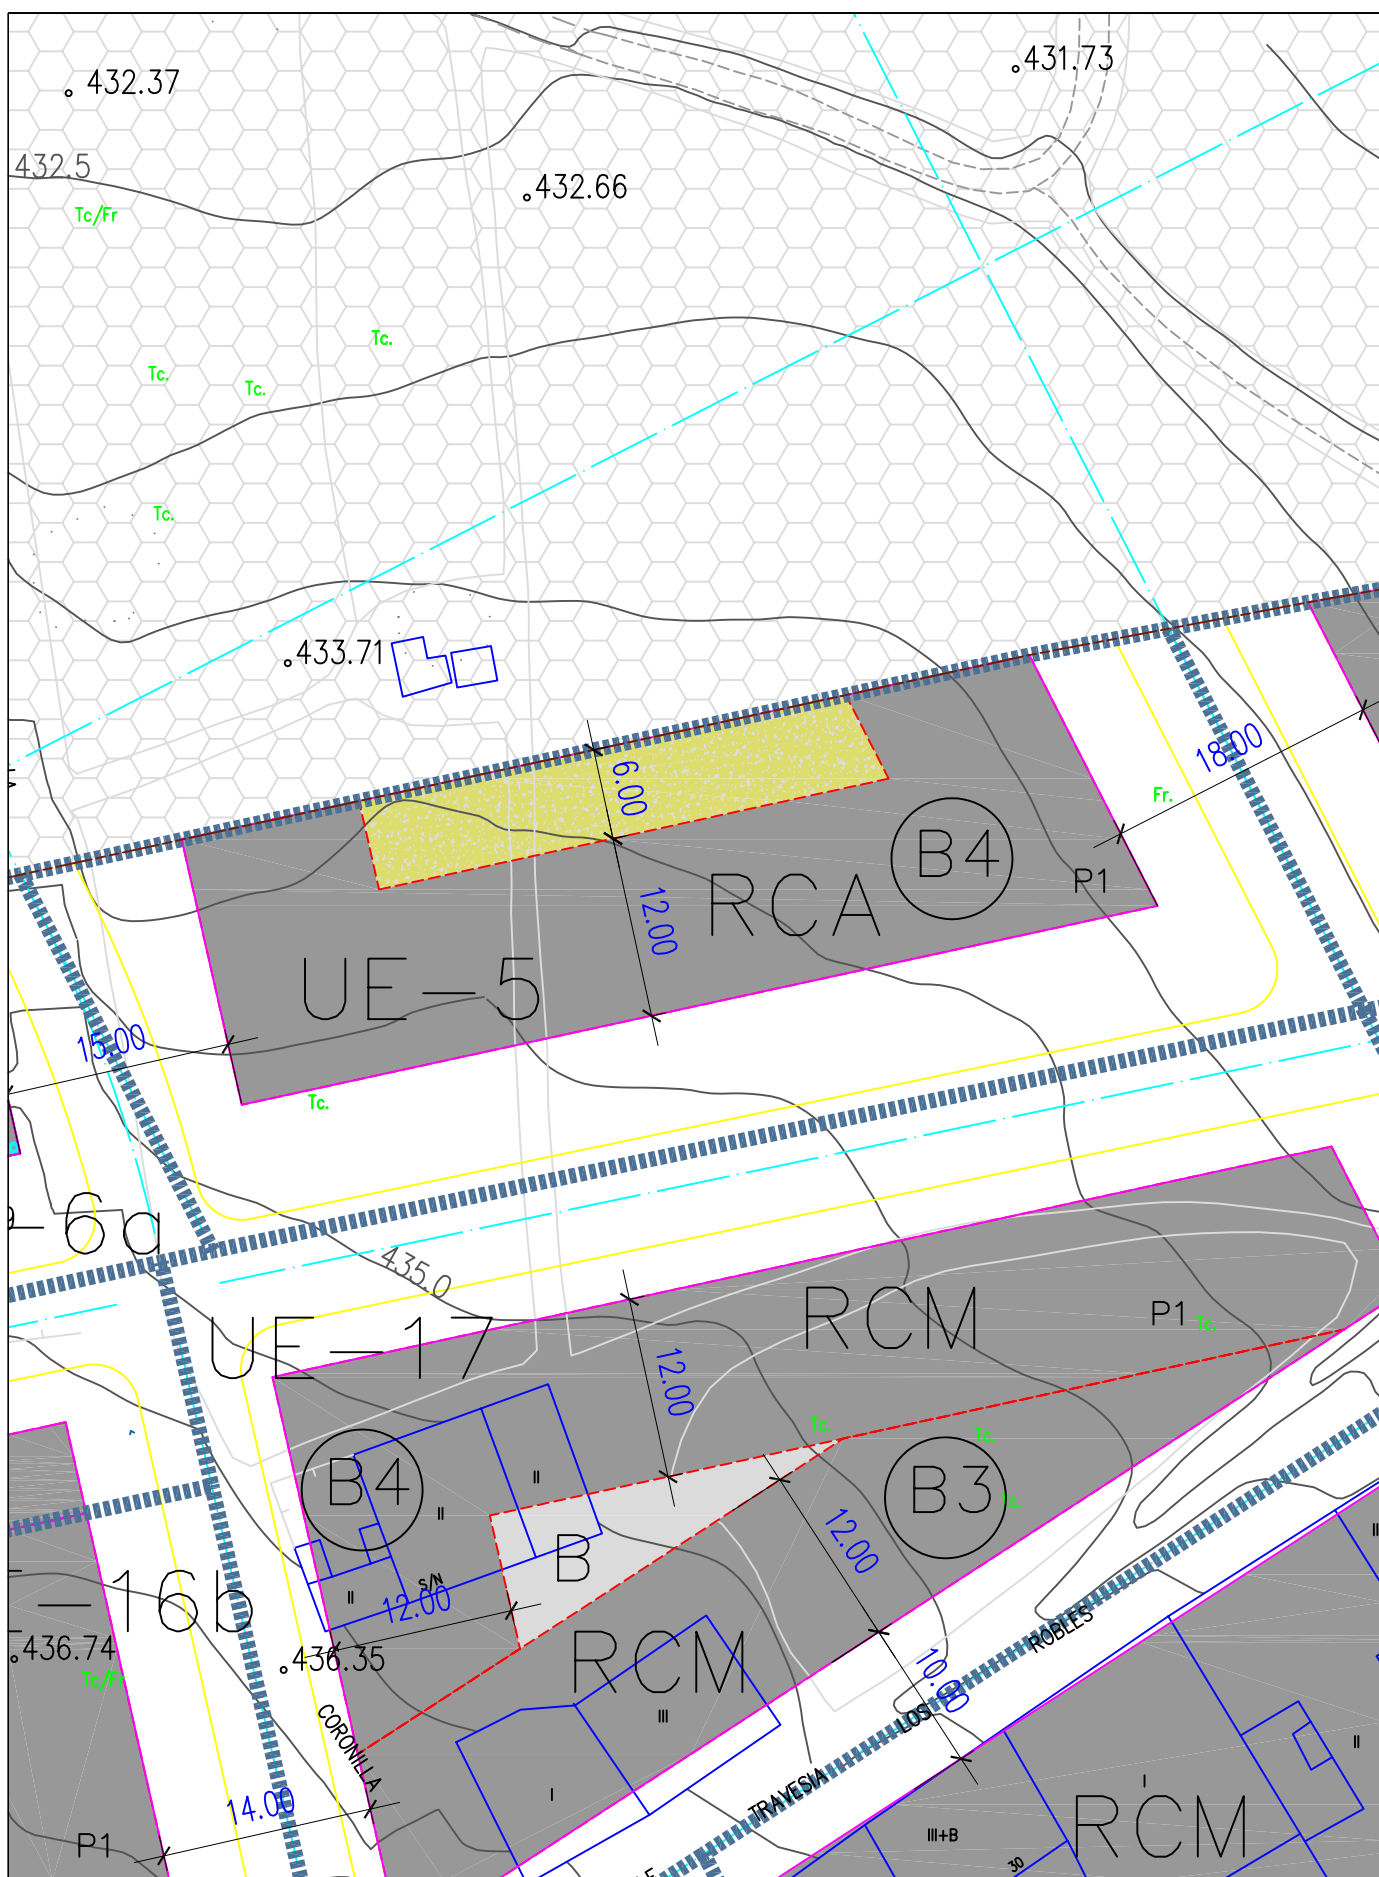 431.73
432.37
432.5
432.66
Tc/Fr
Tc.
Tc.
Tc.
Tc.
433.71
18.00
6.00
Fr.
B4
P1
RCA
12.00
UE-5
15.00
Tc.
-6a
435.0
UE-17
RCM
P1
Tc.
12.00
Tc.
Tc.
B4
II
B3
Tc.
II
12.00
B
II
S/N
12.00
-16b
ROBLES
436.74
436.35
RCM
Tc/Fr
10.00
LOS
III
CORONILLA
II
TRAVESIA
I
I
14.00
RCM
III+B
P1
30